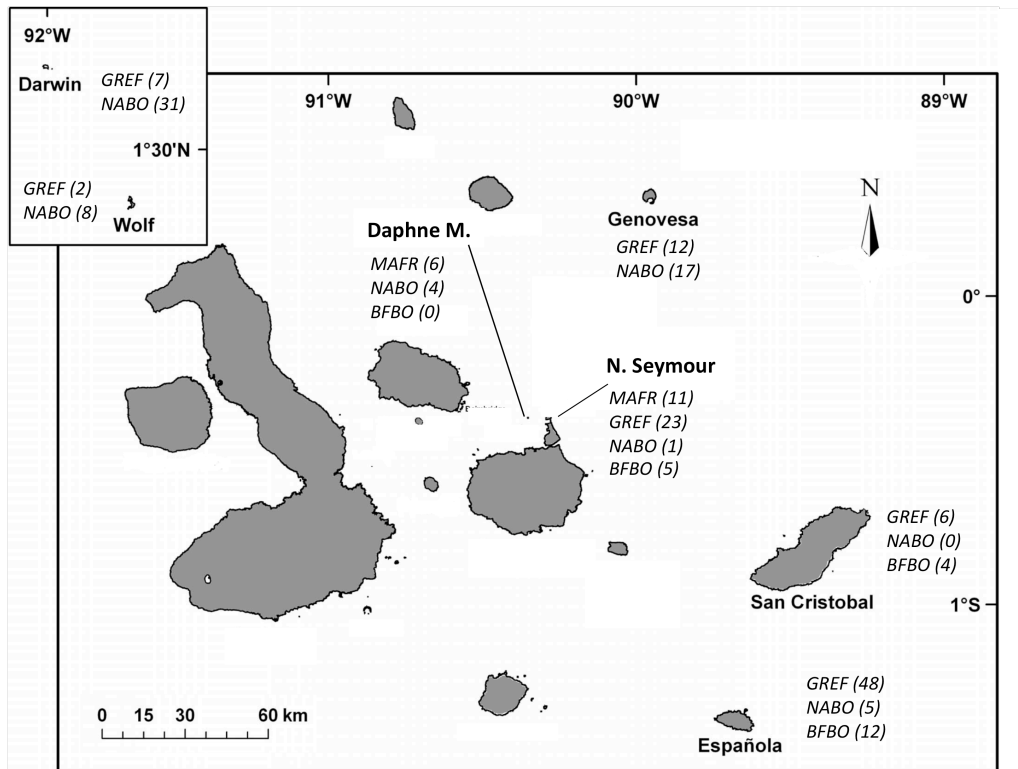 92°W
Darwin
GREF (7)
NABO (31)
1°30'N
GREF (2)
NABO (8)
Wolf
91°W
90°W
89°W
N
Genovesa
GREF (12)
NABO (17)
Daphne M.
MAFR (6)
NABO (4)
BFBO (0)
0°
N. Seymour
MAFR (11)
GREF (23)
NABO (1)
BFBO (5)
GREF (6)
NABO (0)
BFBO (4)
San Cristobal
1°S
GREF (48)
NABO (5)
BFBO (12)
Española
0 15 30 60 km